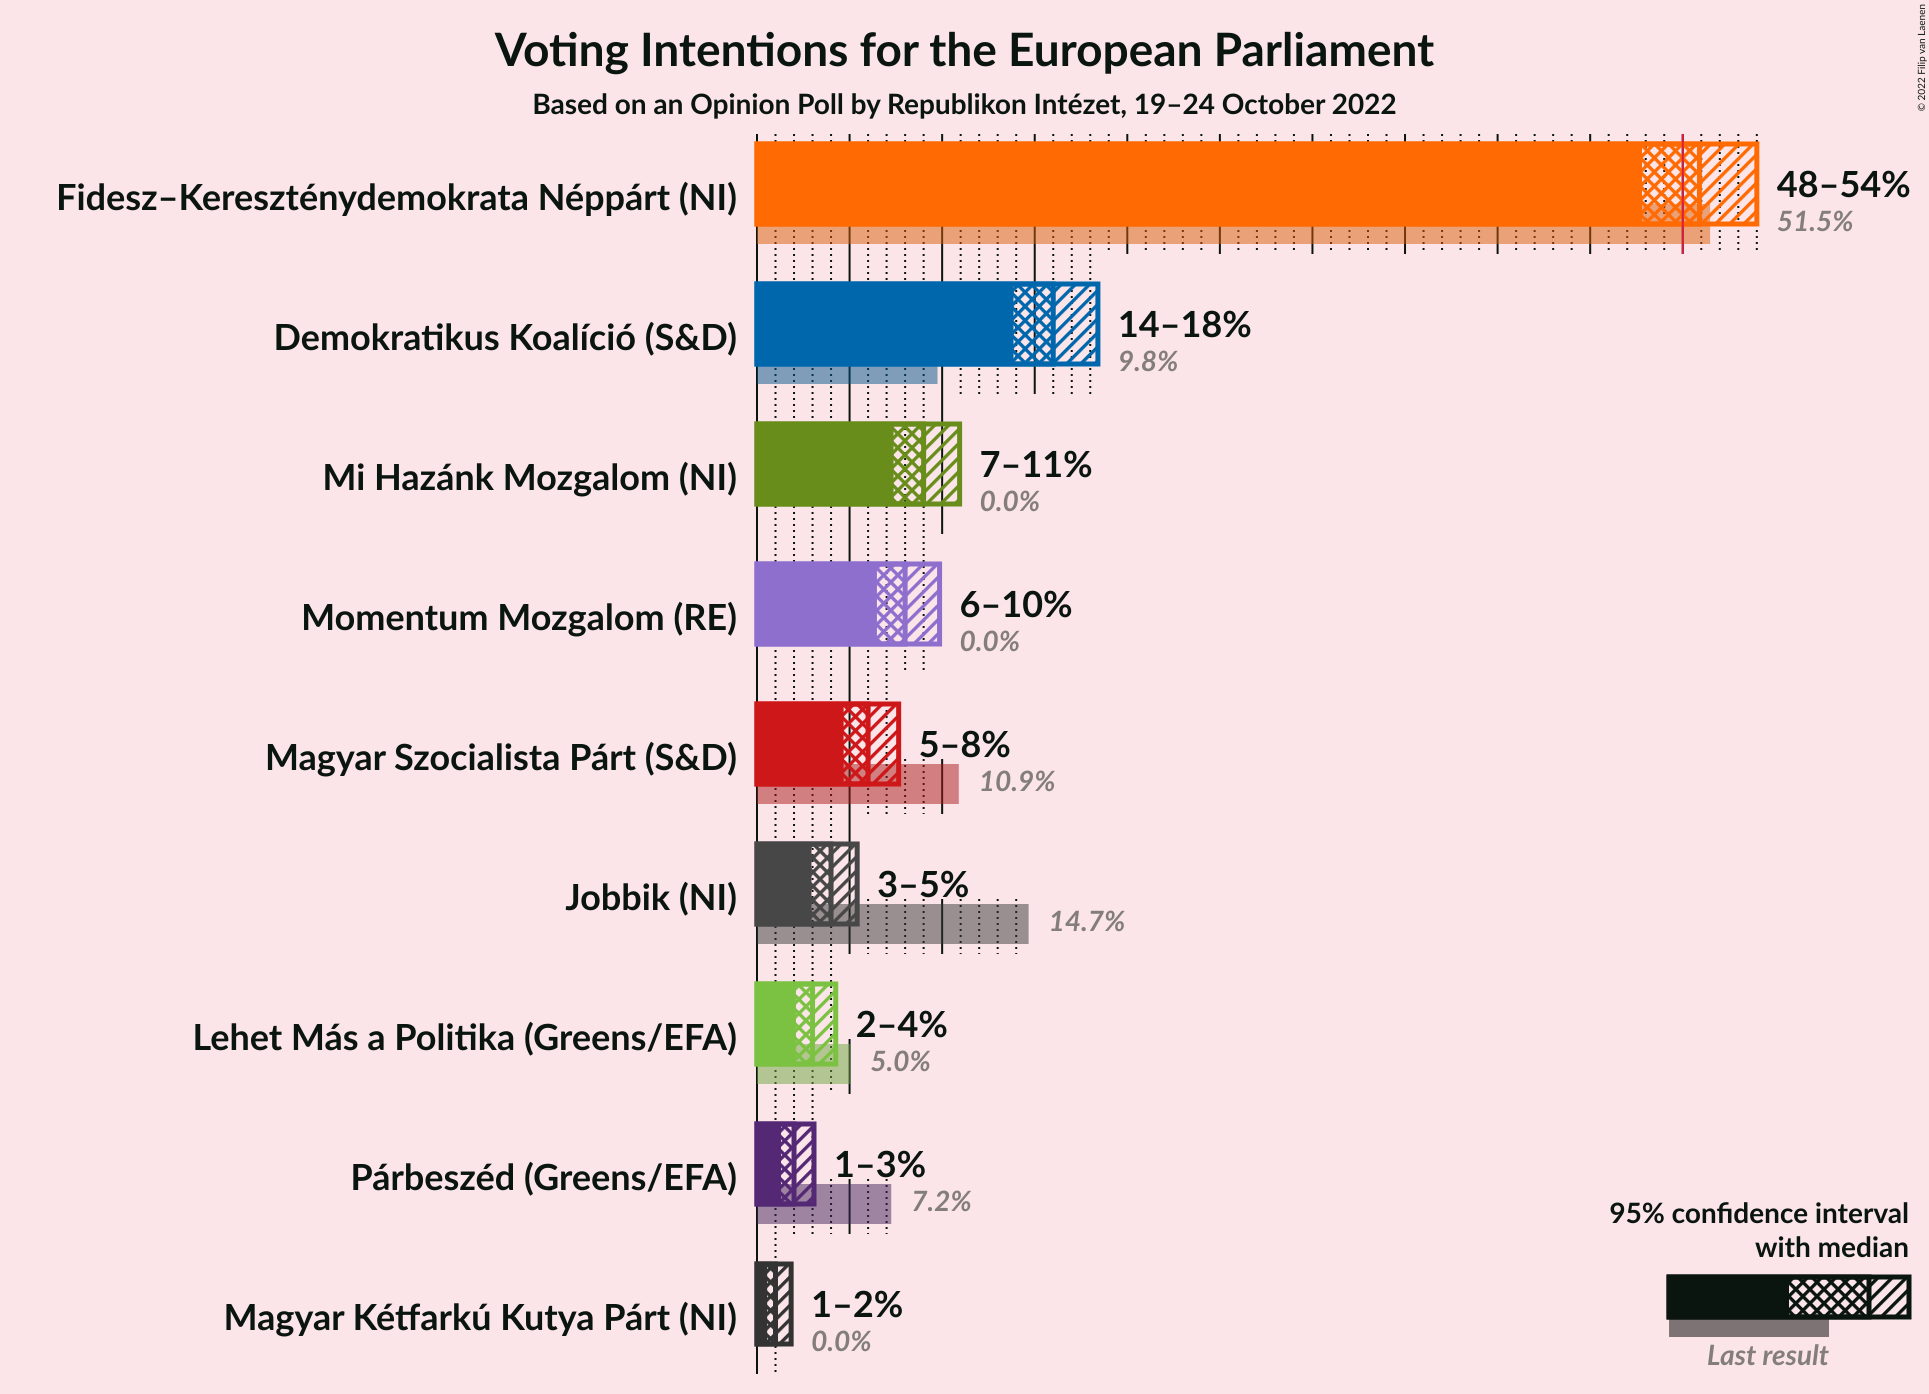 Voting Intentions for the European Parliament
Based on an Opinion Poll by Republikon Intézet, 19–24 October 2022
© 2022 Filip van Laenen
Fidesz–Kereszténydemokrata Néppárt (NI)
48–54%
51.5%
Demokratikus Koalíció (S&D)
14–18%
9.8%
Mi Hazánk Mozgalom (NI)
7–11%
0.0%
Momentum Mozgalom (RE)
6–10%
0.0%
Magyar Szocialista Párt (S&D)
5–8%
10.9%
Jobbik (NI)
3–5%
14.7%
Lehet Más a Politika (Greens/EFA)
2–4%
5.0%
Párbeszéd (Greens/EFA)
1–3%
7.2%
Magyar Kétfarkú Kutya Párt (NI)
1–2%
0.0%
95% confidence interval
with median
Last result